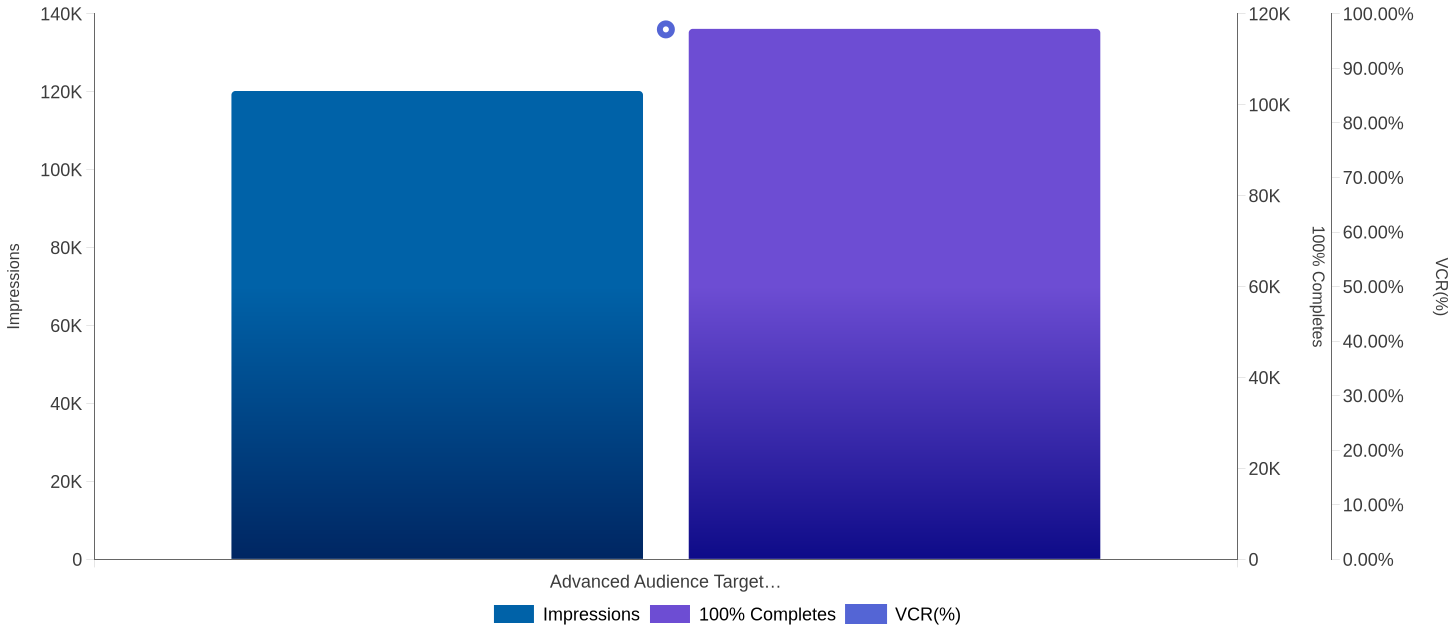 140K
120K
100K
80K
60K
40K
20K
0
Impressions
120K
100K
80K
60K
40K
20K
0
100% Completes
100.00%
90.00%
80.00%
70.00%
60.00%
50.00%
40.00%
30.00%
20.00%
10.00%
0.00%
VCR(%)
Advanced Audience Target…
Impressions 100% Completes VCR(%)